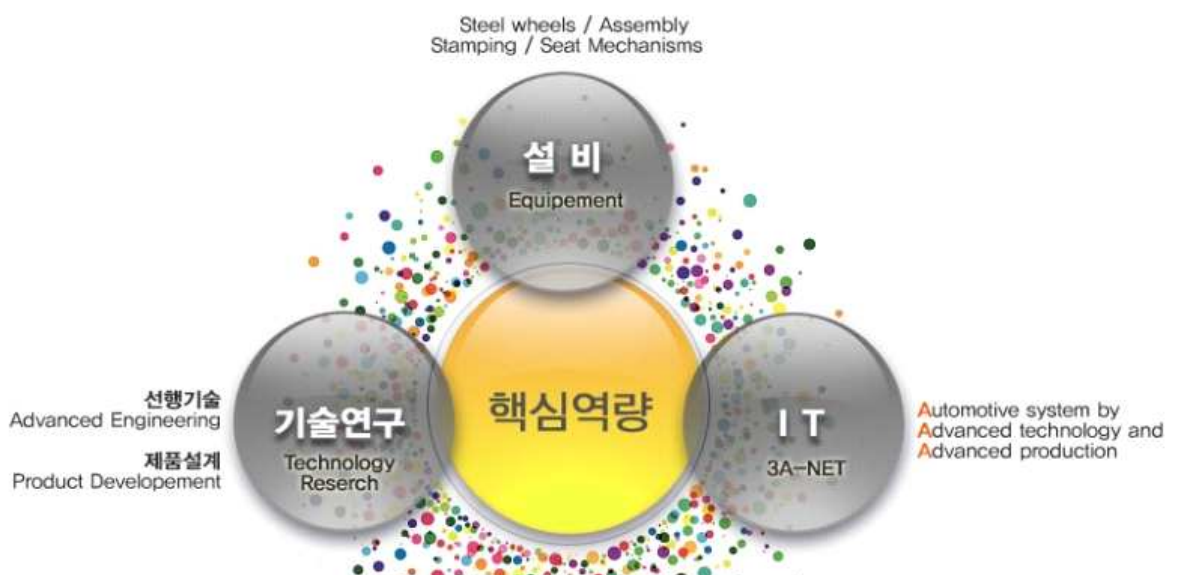 Steel wheels / Assembly
Stamping / Seat Mechanisms
설 비
Equipement
핵심역량
선행기술
Advanced Engineering
제품설계
Product Developement
기술연구
Technology
Reserch
I T
3A-NET
Automotive system by
Advanced technology and
Advanced production